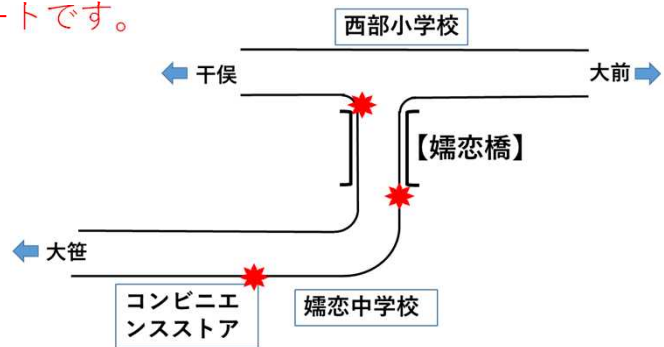 ートです。
西部小学校
干俣
大前
【嬬恋橋】
大笹
コンビニエ
ンスストア
嬬恋中学校